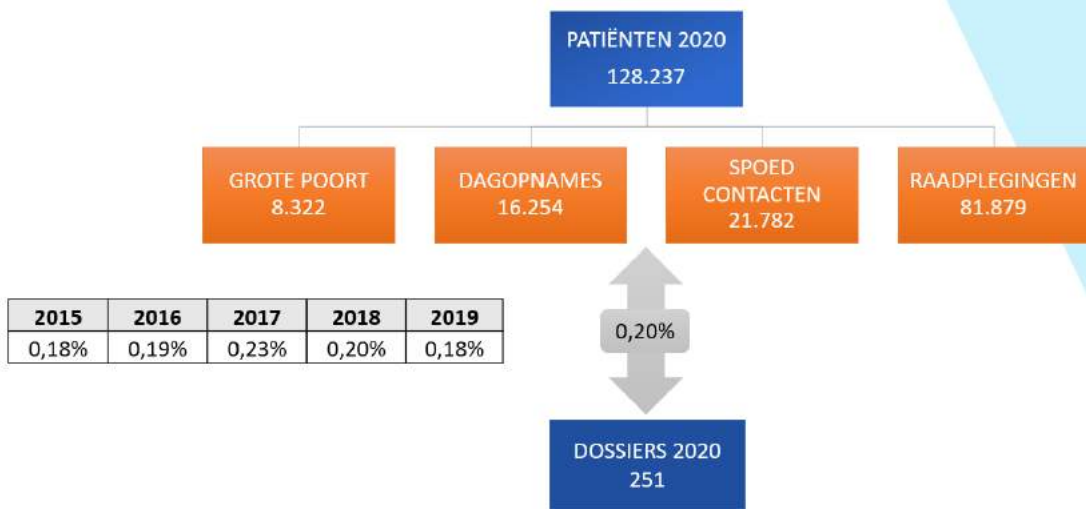 PATIËNTEN 2020
128.237
GROTE POORT
8.322
DAGOPNAMES
16.254
SPOED
CONTACTEN
21.782
RAADPLEGINGEN
81.879
2015 2016 2017 2018 2019
0,18% 0,19% 0,23% 0,20% 0,18%
0,20%
DOSSIERS 2020
251